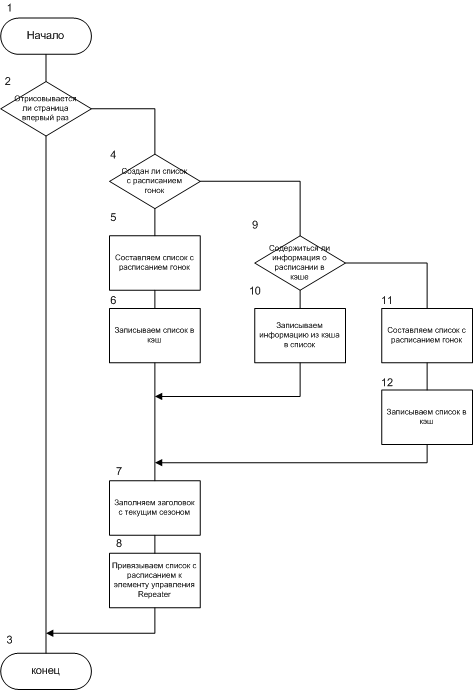 1
Начало
2
Отрисовывается
ли страница
впервый раз
4
Создан ли список
с расписанием
гонок
5
Составляем список с
расписанием гонок
6
Записываем список в
кэш
9
Содержиться ли
информация о
расписании в
кэше
10
Записываем
информацию из кэша
в список
11
Составляем список с
расписанием гонок
12
Записываем список в
кэш
7
Заполняем заголовок
с текущим сезоном
8
Привязываем список с
расписанием к
элементу управления
Repeater
3
конец